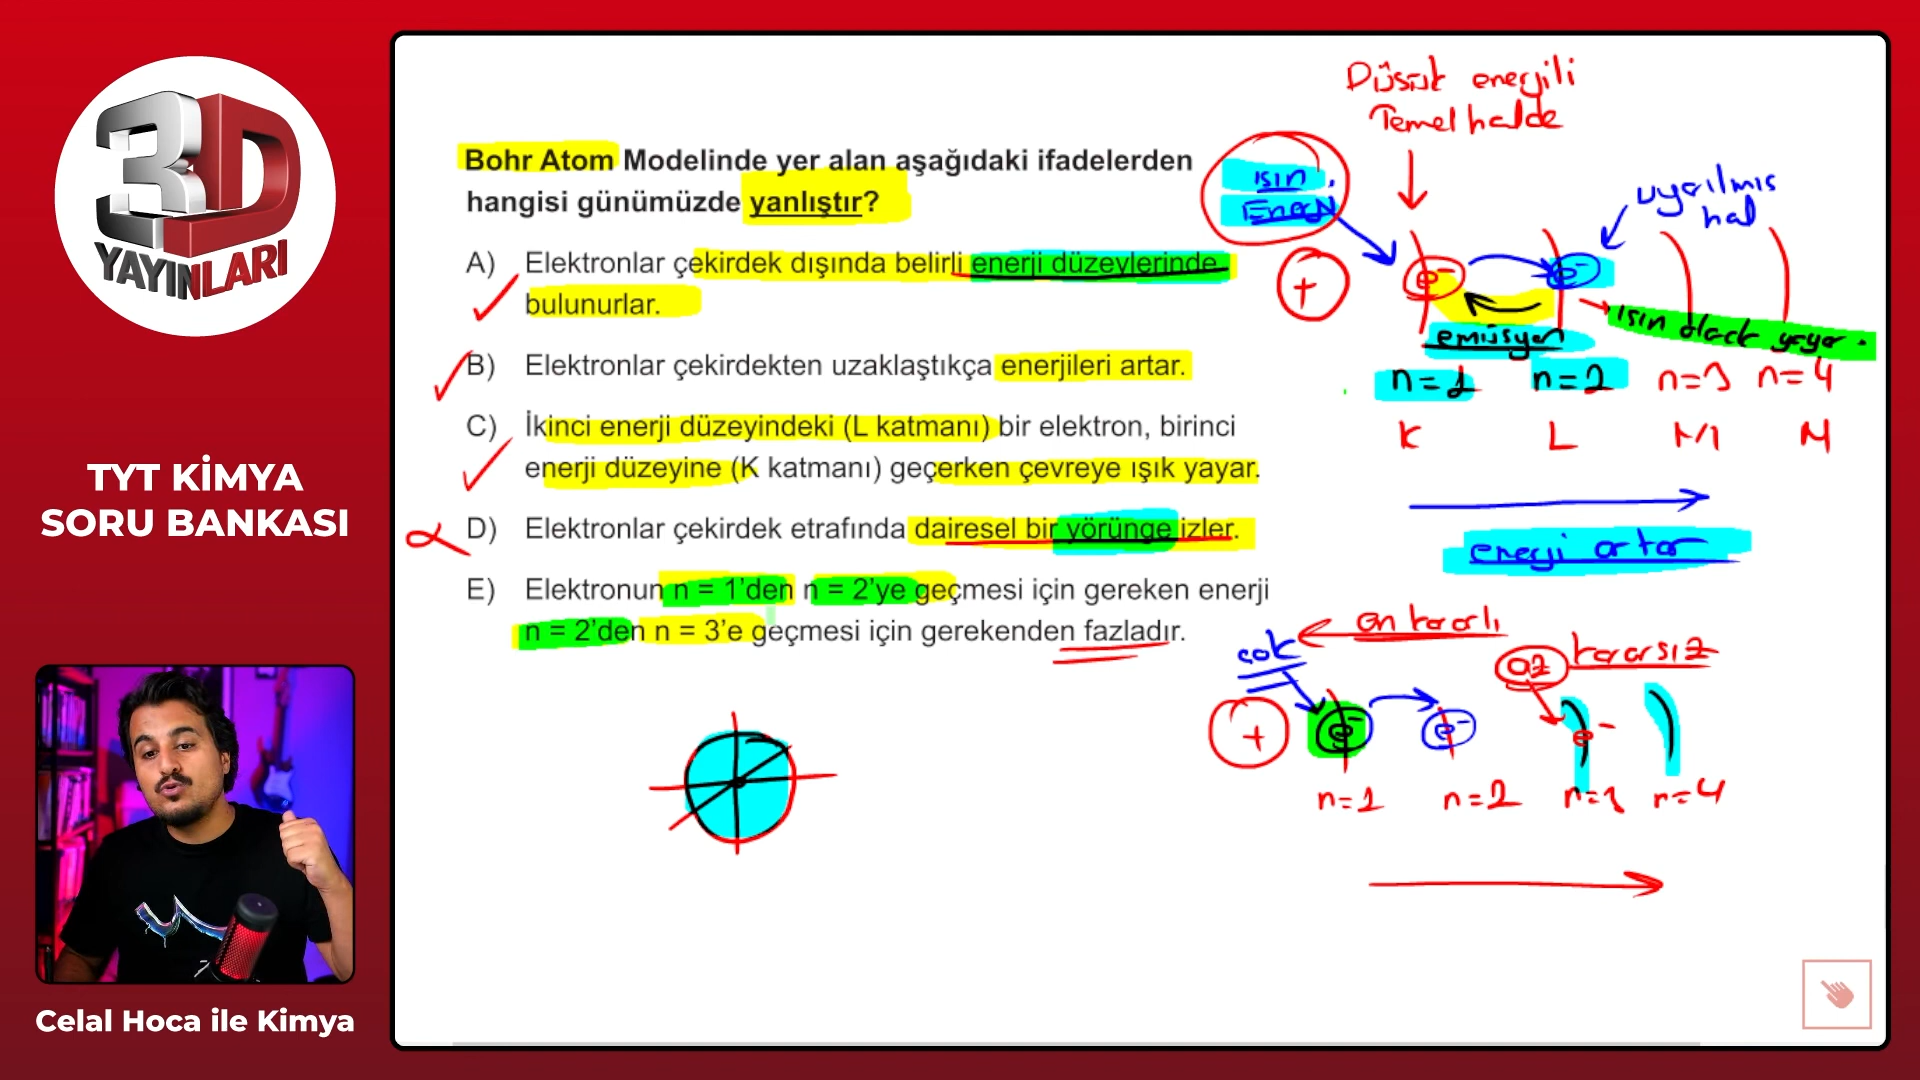 3D
YAYINLARI
TYT KİMYA
SORU BANKASI
Celal Hoca ile Kimya
Bohr Atom Modelinde yer alan aşağıdaki ifadelerden
hangisi günümüzde yanlıştır?
A) Elektronlar çekirdek dışında belirli enerji düzeylerinde
bulunurlar.
B) Elektronlar çekirdekten uzaklaştıkça enerjileri artar.
C) İkinci enerji düzeyindeki (L katmanı) bir elektron, birinci
enerji düzeyine (K katmanı) geçerken çevreye ışık yayar.
D) Elektronlar çekirdek etrafında dairesel bir yörünge izler.
E) Elektronun n = 1’den n = 2’ye geçmesi için gereken enerji
n = 2’den n = 3’e geçmesi için gerekenden fazladır.
Düşük enerjili
Temel halde
ışın
Enerji
uyarılmış
hal
+
e-
e-
emisyon
ışın olarak yayar.
n=1 n=2 n=3 n=4
K L M
enerji artar
en kararlı
çok
az
kararsız
+
e-
e-
e-
n=1 n=2 n=3 n=4